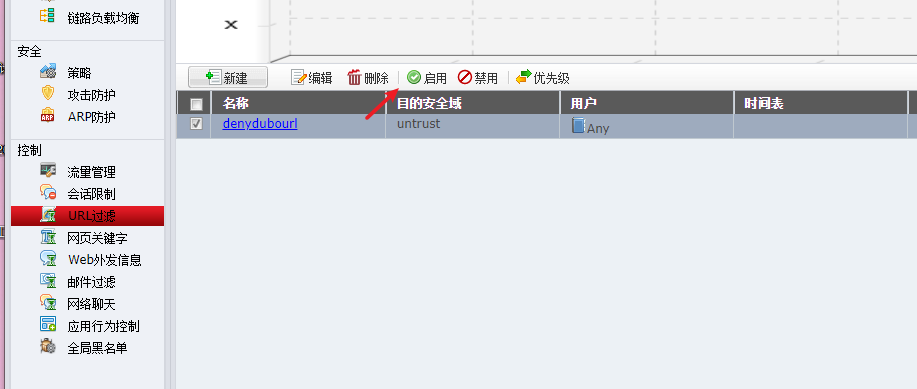 链路负载均衡
安全
策略
攻击防护
ARP ARP防护
控制
流量管理
会话限制
URL过滤
网页关键字
Web外发信息
邮件过滤
网络聊天
应用行为控制
全局黑名单
新建 编辑 删除 启用 禁用 优先级
名称 目的安全域 用户 时间表
denydubourl untrust Any